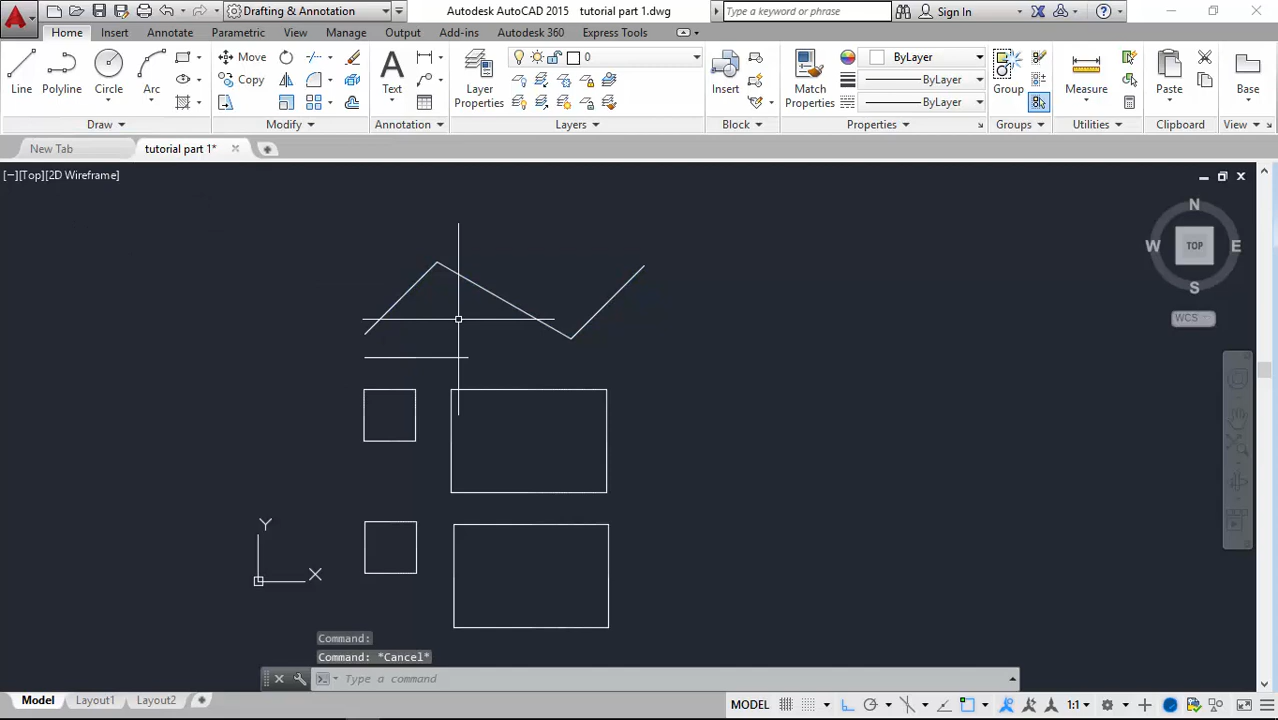 Drafting & Annotation
Autodesk AutoCAD 2015 tutorial part 1.dwg
Type a keyword or phrase
Sign In
Home Insert Annotate Parametric View Manage Output Add-ins Autodesk 360 Express Tools
Line Polyline Circle Arc
Move
Copy
Text
Layer Properties
0
Insert
Match Properties
ByLayer
ByLayer
ByLayer
Group
Measure
Paste
Base
Draw Modify Annotation Layers Block Properties Groups Utilities Clipboard View
New Tab tutorial part 1*
[−][Top][2D Wireframe]
N
W TOP E
S
WCS
Y
X
Command:
Command: *Cancel*
Type a command
Model Layout1 Layout2
MODEL 1:1